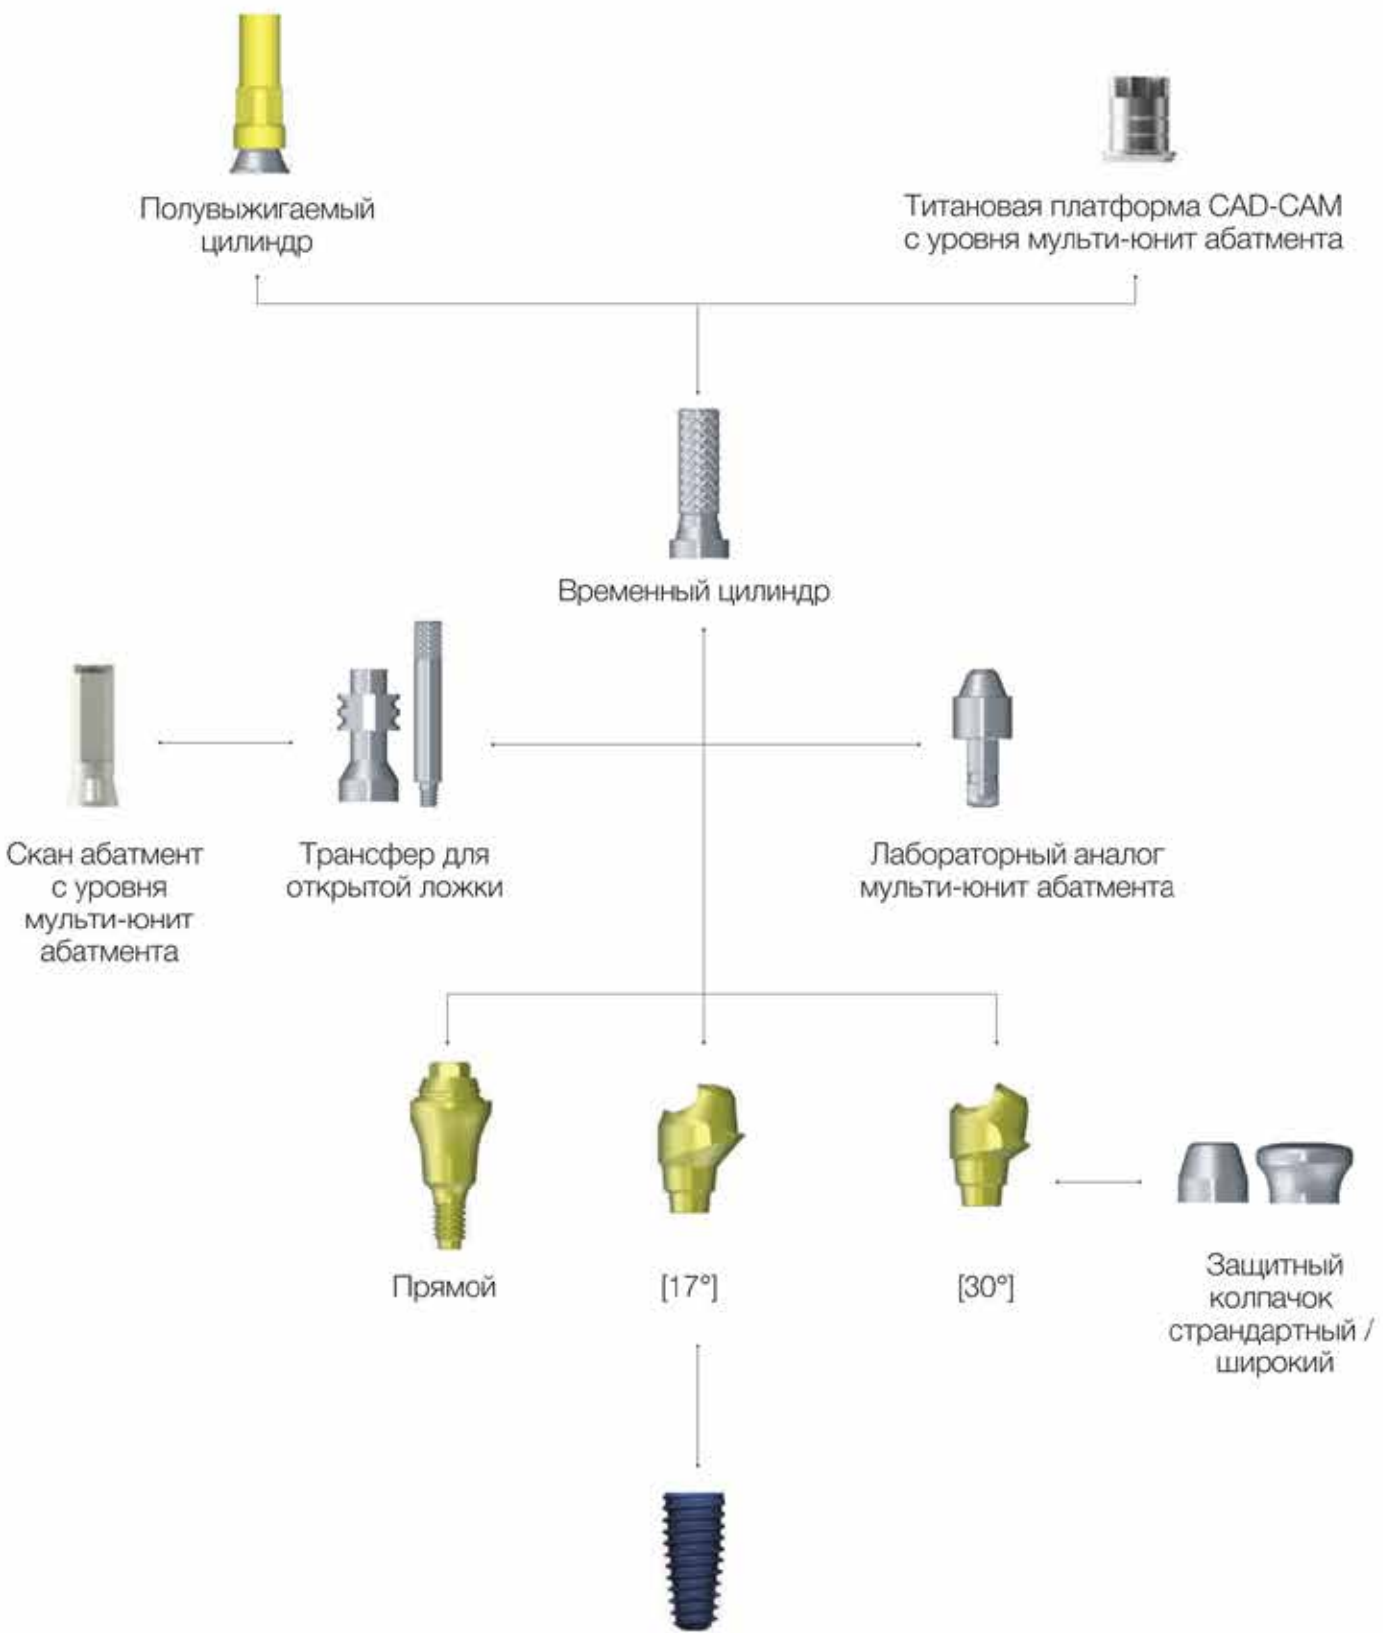 Полувыжигаемый
цилиндр
Титановая платформа CAD-CAM
с уровня мульти-юнит абатмента
Временный цилиндр
Скан абатмент
с уровня
мульти-юнит
абатмента
Трансфер для
открытой ложки
Лабораторный аналог
мульти-юнит абатмента
Прямой
[17°]
[30°]
Защитный
колпачок
страндартный /
широкий